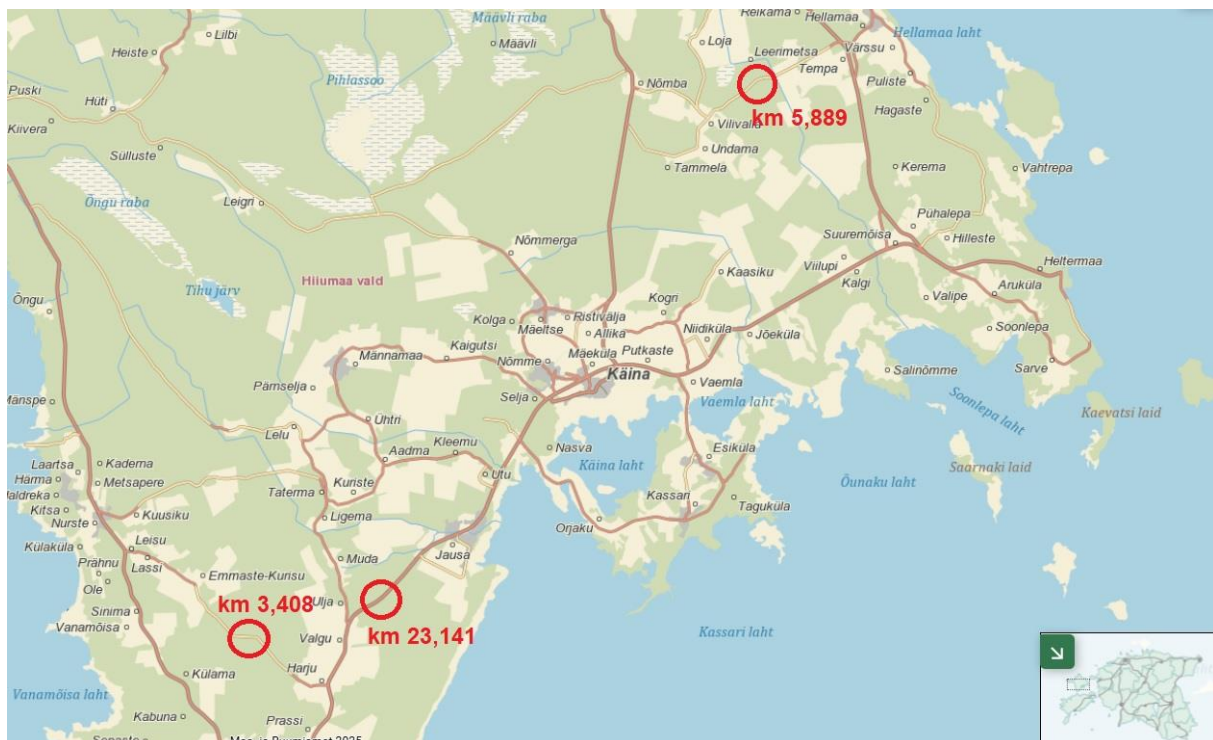 Määvli raba
Reikama
Hellamaa
Hellamaa laht
Lilbi
Heiste
Määvli
Loja
Leerimetsa
Värssu
Tempa
Pihlassoo
Puski
Hüti
Nõmba
Puliste
Hagaste
km 5,889
Kiivera
Vilivalla
Sülluste
Undama
Tammela
Kerema
Vahtrepa
Õngu raba
Leigri
Pühalepa
Suuremõisa
Hilleste
Nõmmerga
Hiiumaa vald
Kaasiku
Viilupi
Kalgi
Heltermaa
Tihu järv
Aruküla
Valipe
Õngu
Kogri
Ristivälja
Kolga
Mäeltse
Allika
Niidiküla
Jõeküla
Soonlepa
Männamaa
Kaigutsi
Nõmme
Mäeküla
Putkaste
Käina
Salinõmme
Sarve
Pärnselja
Selja
Vaemla
Vaemla laht
Soonlepa laht
Kaevatsi laid
Ühtri
Lelu
Aadma
Kleemu
Nasva
Esiküla
Käina laht
Saarnaki laid
Õunaku laht
Laartsa
Kaderna
Harma
Metsapere
Utu
Kuriste
Taterma
Kassari
Taguküla
Kitsa
Nurste
Kuusiku
Ligema
Orjaku
Külaküla
Leisu
Lassi
Muda
Jausa
Prähnu
Ole
Emmaste-Kurisu
km 3,408
Ulja
Sinima
Vanamõisa
Valgu
km 23,141
Kassari laht
Külama
Harju
Vanamõisa laht
Kabuna
Prassi